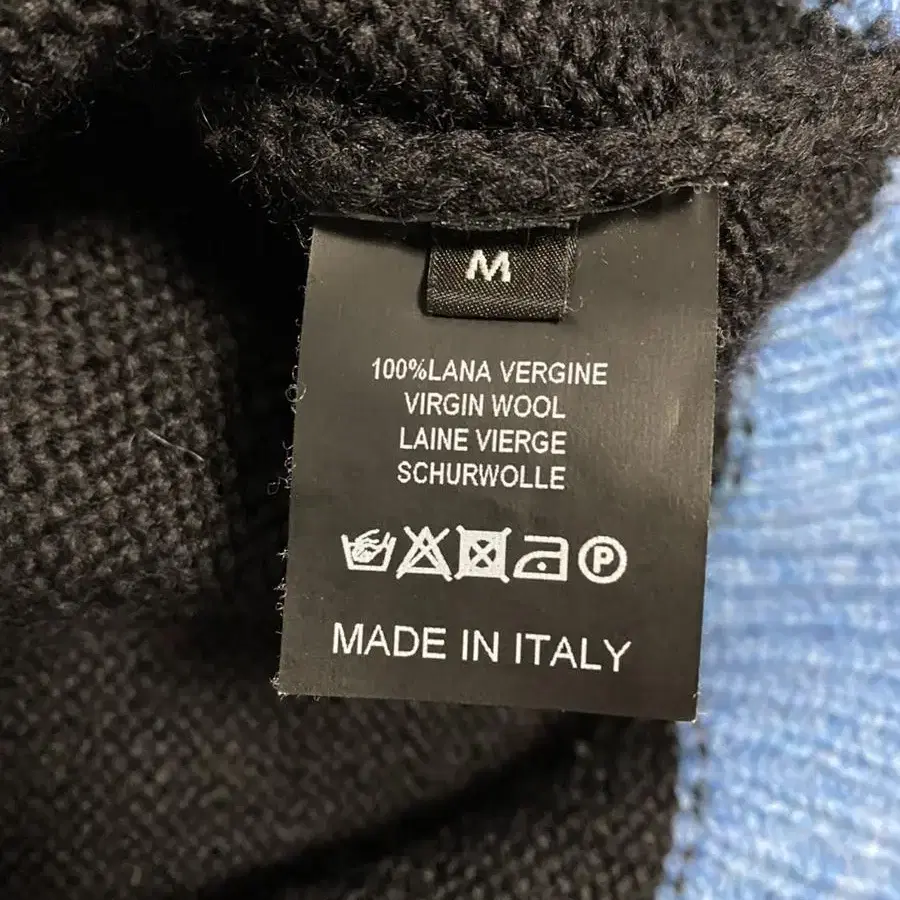 M
100%LANA VERGINE
VIRGIN WOOL
LAINE VIERGE
SCHURWOLLE
P
MADE IN ITALY